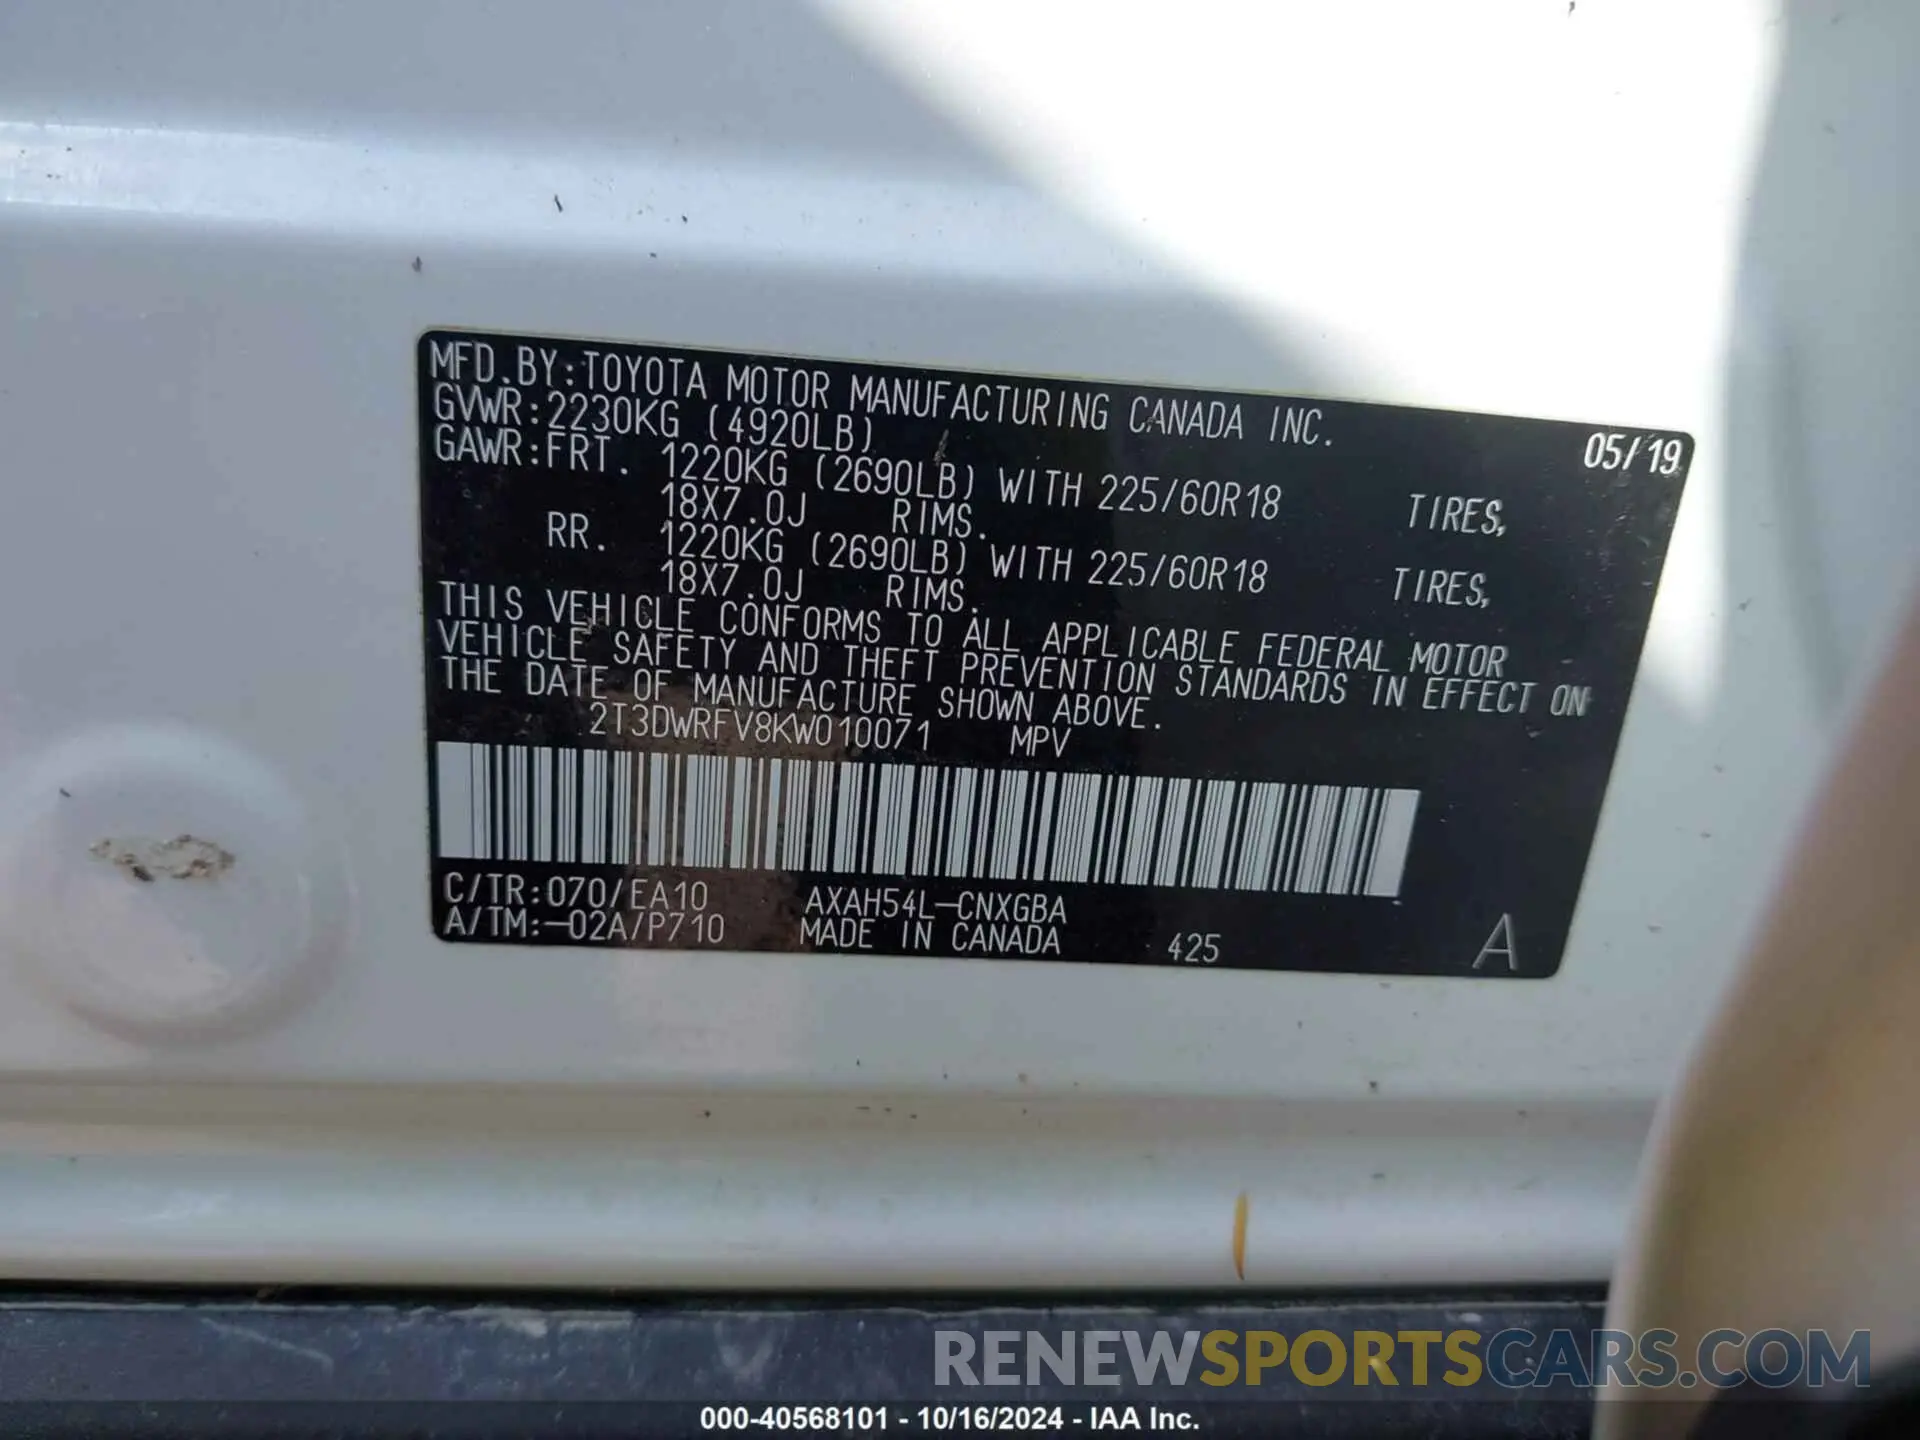 MFD.BY:TOYOTA MOTOR MANUFACTURING CANADA INC. 05/19
GVWR:2230KG (4920LB)
GAWR:FRT. 1220KG (2690LB) WITH 225/60R18 TIRES,
18X7.0J RIMS.
RR. 1220KG (2690LB) WITH 225/60R18 TIRES,
18X7.0J RIMS.
THIS VEHICLE CONFORMS TO ALL APPLICABLE FEDERAL MOTOR
VEHICLE SAFETY AND THEFT PREVENTION STANDARDS IN EFFECT ON
THE DATE OF MANUFACTURE SHOWN ABOVE.
2T3DWRFV8KW010071 MPV
C/TR:070/EA10 AXAH54L-CNXGBA
A/TM:-02A/P710 MADE IN CANADA 425 A
RENEWSPORTSCARS.COM
000-40568101 - 10/16/2024 - IAA Inc.